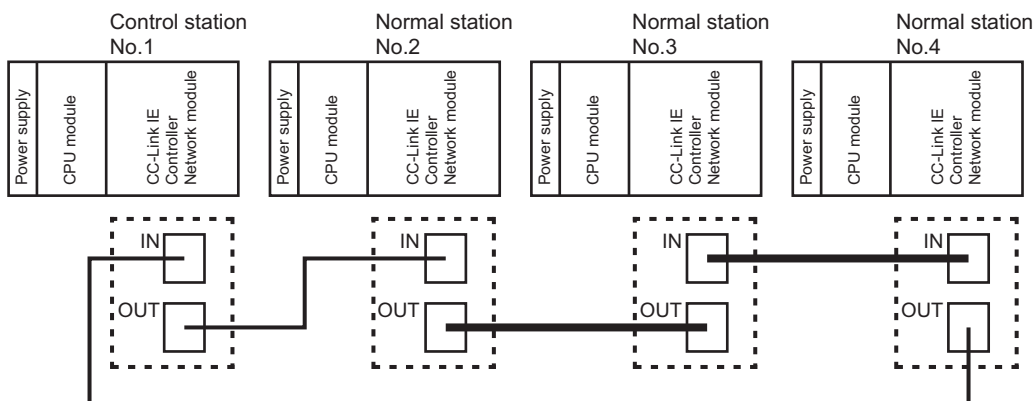 Control station
No.1
Normal station
No.2
Normal station
No.3
Normal station
No.4
Power supply
CPU module
CC-Link IE
Controller
Network module
Power supply
CPU module
CC-Link IE
Controller
Network module
Power supply
CPU module
CC-Link IE
Controller
Network module
Power supply
CPU module
CC-Link IE
Controller
Network module
IN
OUT
IN
OUT
IN
OUT
IN
OUT